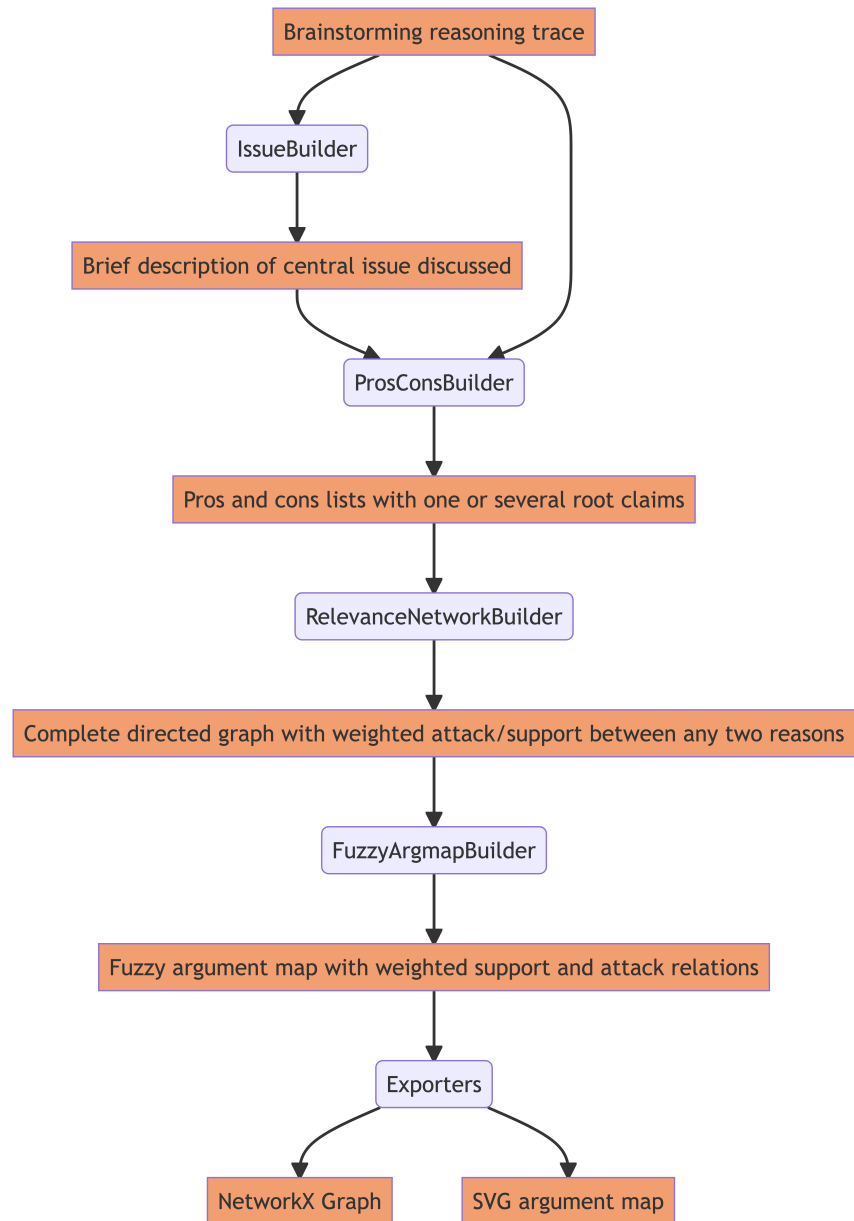 Brainstorming reasoning trace
IssueBuilder
Brief description of central issue discussed
ProsConsBuilder
Pros and cons lists with one or several root claims
RelevanceNetworkBuilder
Complete directed graph with weighted attack/support between any two reasons
FuzzyArgmapBuilder
Fuzzy argument map with weighted support and attack relations
Exporters
NetworkX Graph
SVG argument map